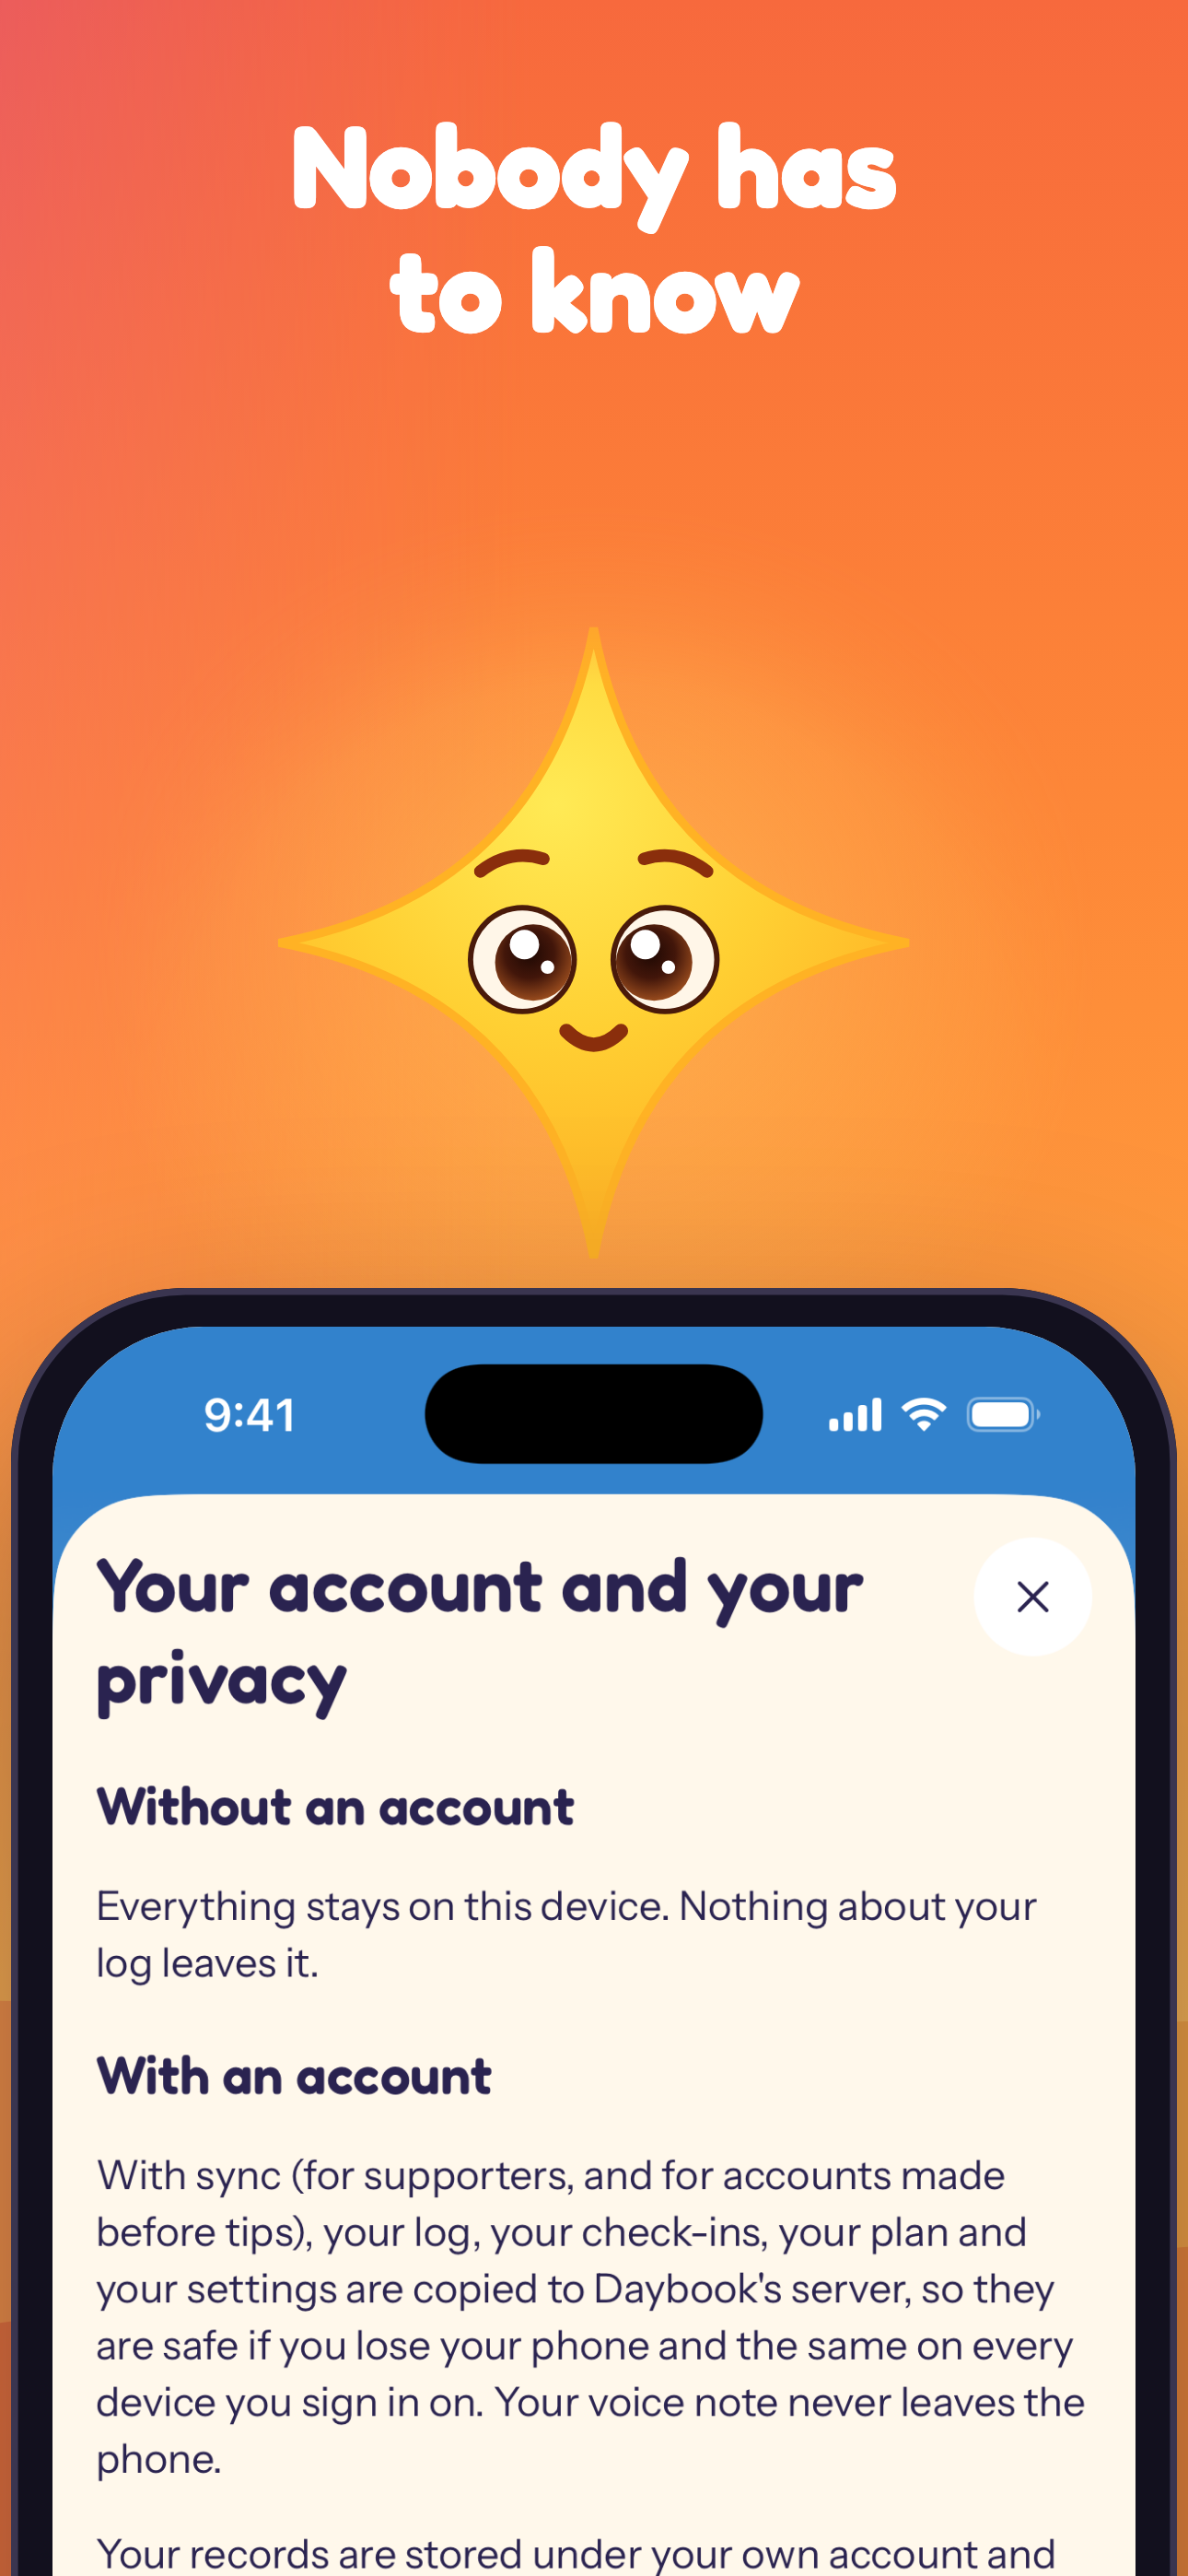 Nobody has
to know
9:41
Your account and your
privacy
Without an account
Everything stays on this device. Nothing about your
log leaves it.
With an account
With sync (for supporters, and for accounts made
before tips), your log, your check-ins, your plan and
your settings are copied to Daybook's server, so they
are safe if you lose your phone and the same on every
device you sign in on. Your voice note never leaves the
phone.
Your records are stored under your own account and